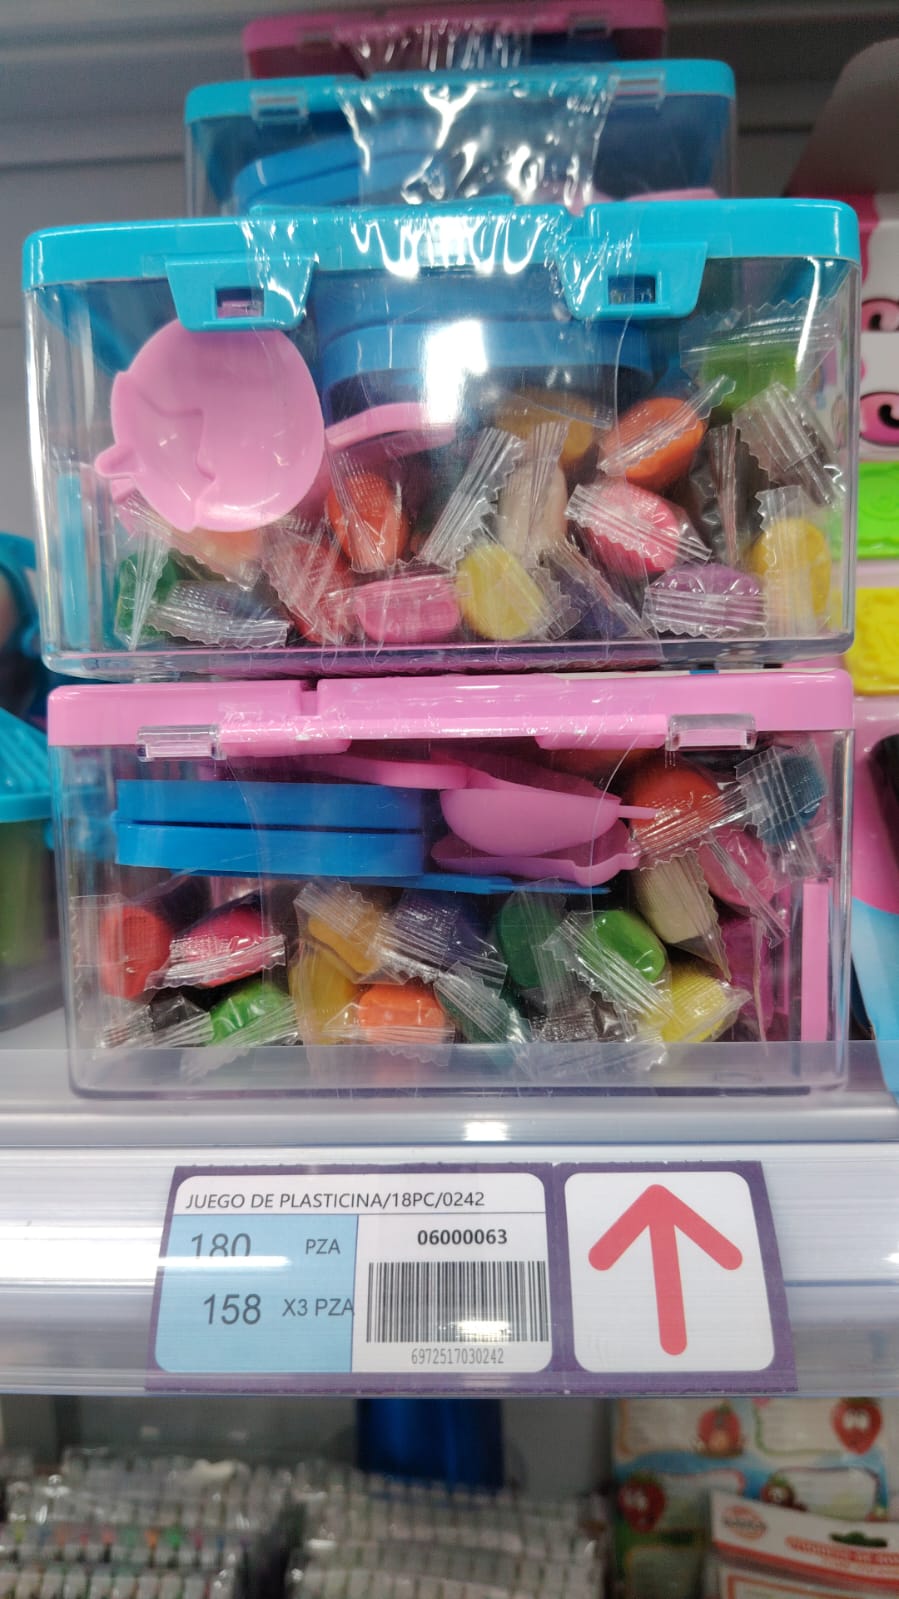 JUEGO DE PLASTICINA/18PC/0242
180 PZA
06000063
158 X3 PZA
6972517030242